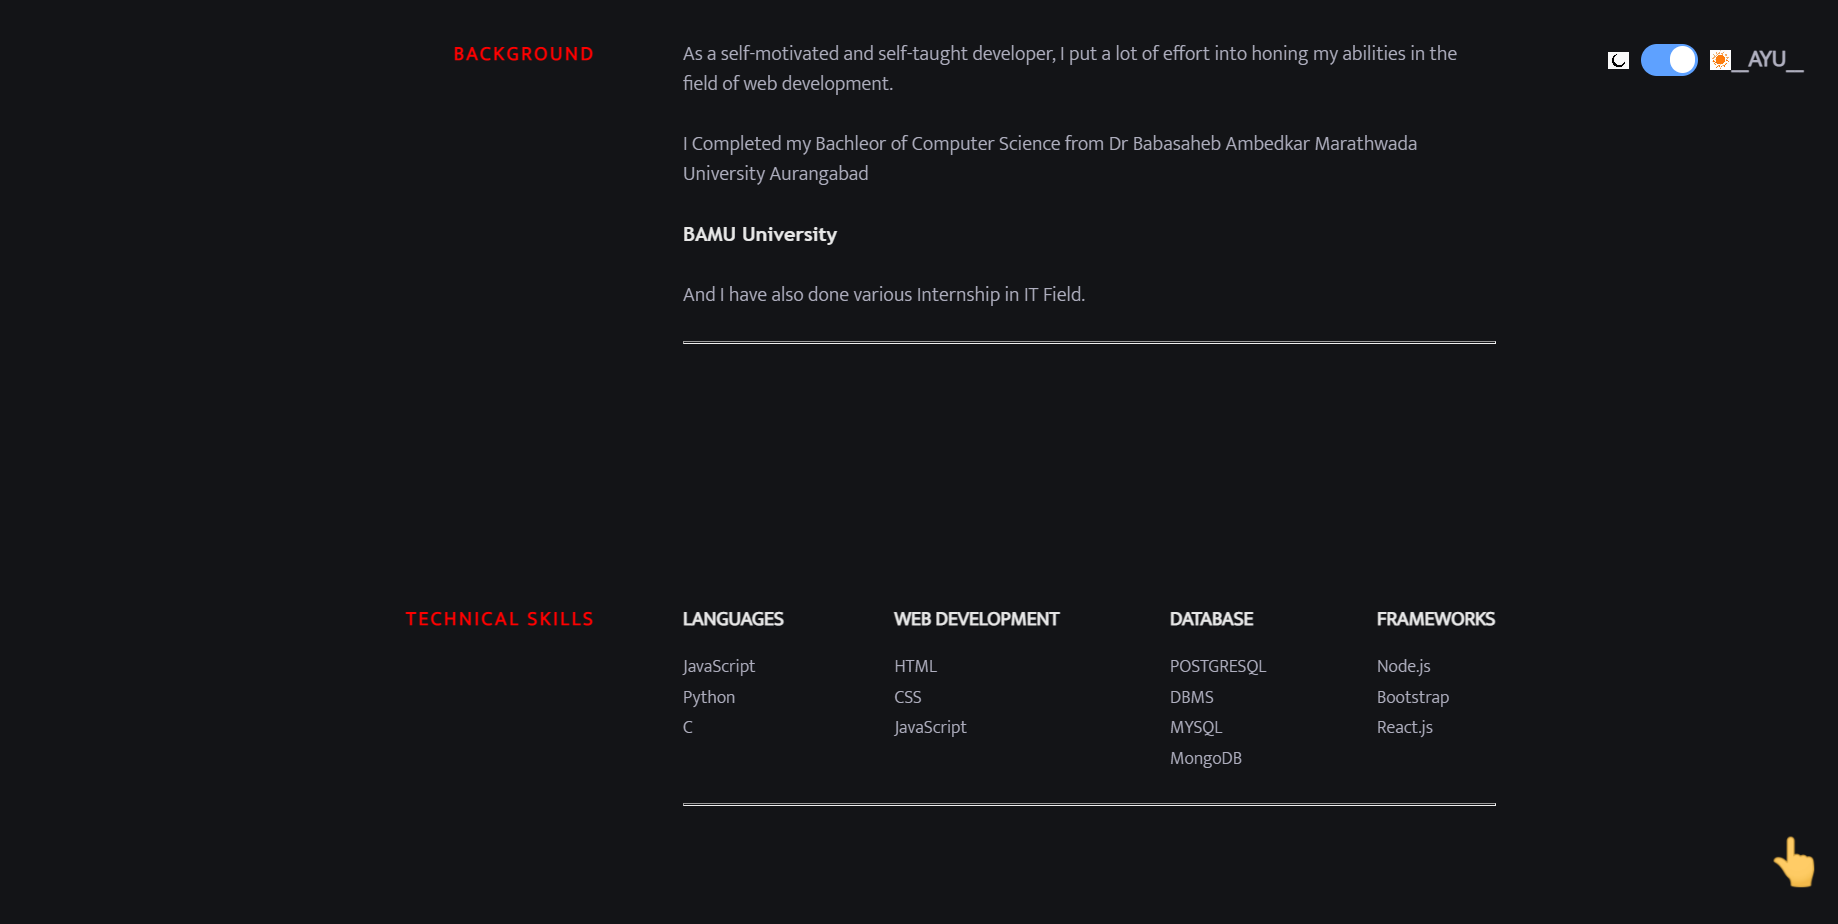 BACKGROUND
As a self-motivated and self-taught developer, I put a lot of effort into honing my abilities in the
field of web development.
I Completed my Bachleor of Computer Science from Dr Babasaheb Ambedkar Marathwada
University Aurangabad
BAMU University
And I have also done various Internship in IT Field.
__AYU__
TECHNICAL SKILLS
LANGUAGES
JavaScript
Python
C
WEB DEVELOPMENT
HTML
CSS
JavaScript
DATABASE
POSTGRESQL
DBMS
MYSQL
MongoDB
FRAMEWORKS
Node.js
Bootstrap
React.js